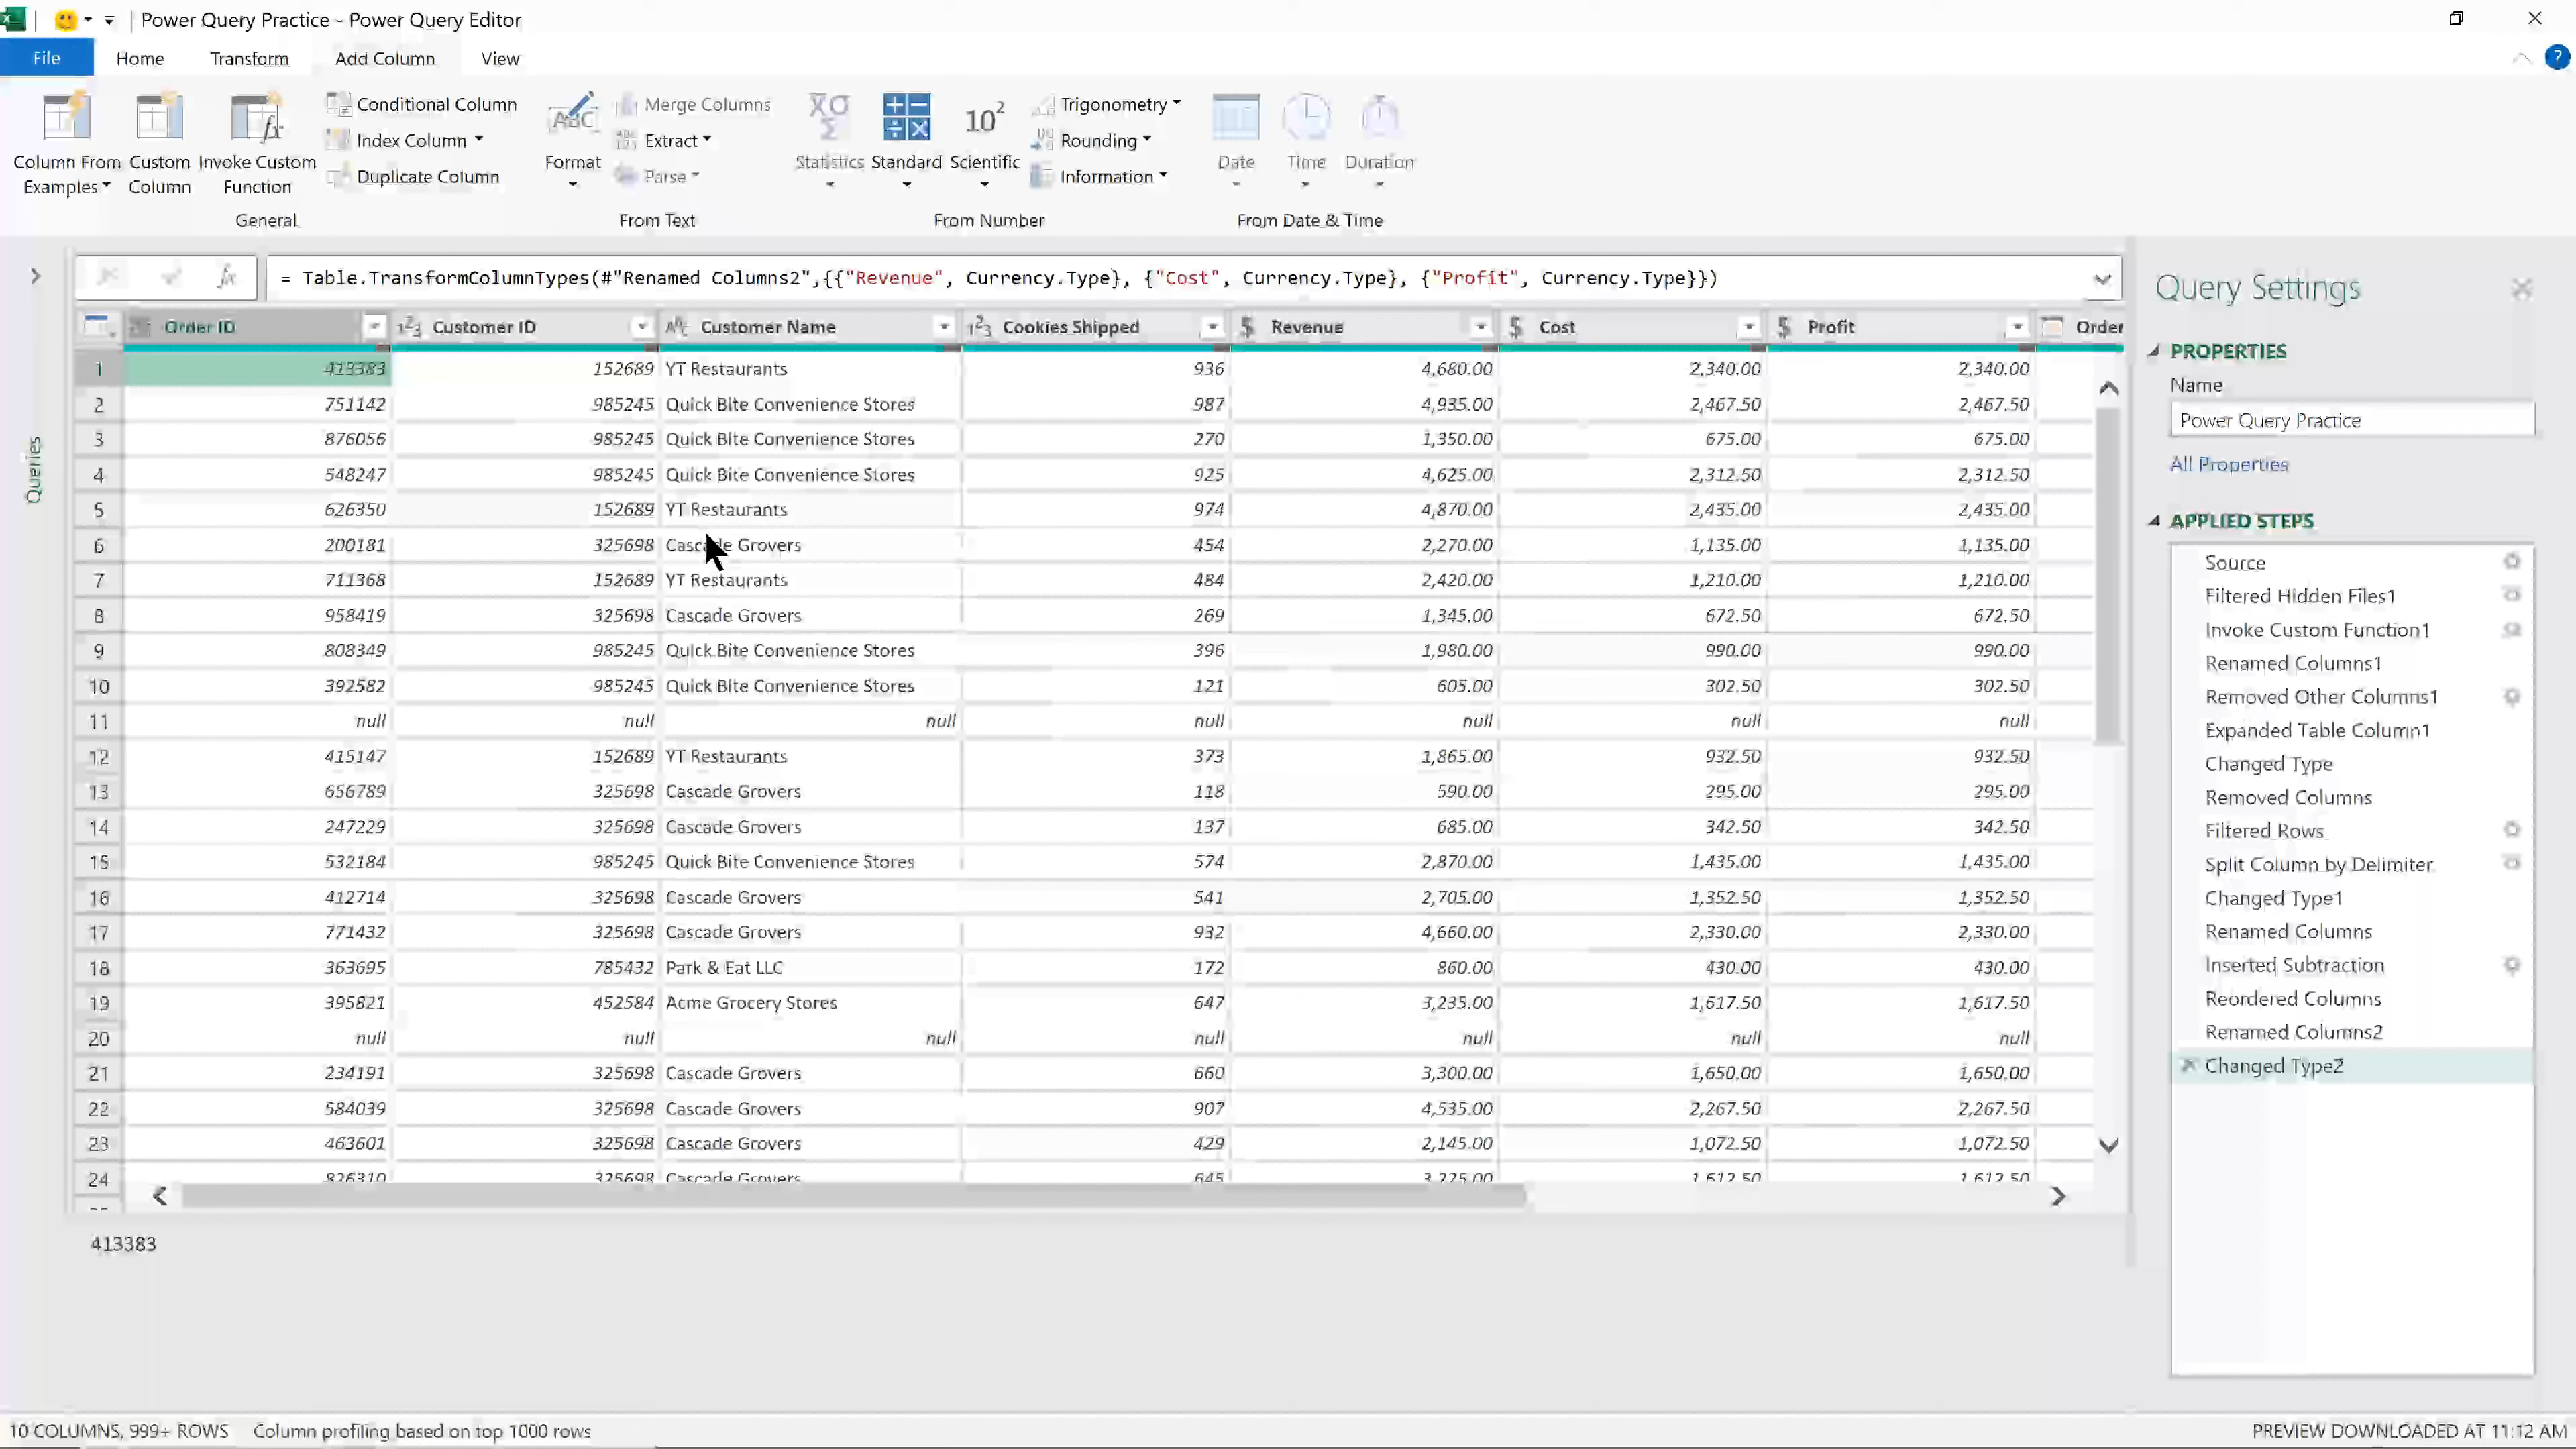 Power Query Practice - Power Query Editor
File Home Transform Add Column View
Column From Examples
Custom Column
Invoke Custom Function
Conditional Column
Index Column
Duplicate Column
General
Format
Merge Columns
Extract
Parse
From Text
Statistics
Standard
Scientific
Trigonometry
Rounding
Information
From Number
Date
Time
Duration
From Date & Time
= Table.TransformColumnTypes(#"Renamed Columns2",{{"Revenue", Currency.Type}, {"Cost", Currency.Type}, {"Profit", Currency.Type}})
Queries
Order ID Customer ID Customer Name Cookies Shipped Revenue Cost Profit Order
1 413383 152689 YT Restaurants 936 4,680.00 2,340.00 2,340.00
2 751142 985245 Quick Bite Convenience Stores 987 4,935.00 2,467.50 2,467.50
3 876056 985245 Quick Bite Convenience Stores 270 1,350.00 675.00 675.00
4 548247 985245 Quick Bite Convenience Stores 925 4,625.00 2,312.50 2,312.50
5 626350 152689 YT Restaurants 974 4,870.00 2,435.00 2,435.00
6 200181 325698 Cascade Grovers 454 2,270.00 1,135.00 1,135.00
7 711368 152689 YT Restaurants 484 2,420.00 1,210.00 1,210.00
8 958419 325698 Cascade Grovers 269 1,345.00 672.50 672.50
9 808349 985245 Quick Bite Convenience Stores 396 1,980.00 990.00 990.00
10 392582 985245 Quick Bite Convenience Stores 121 605.00 302.50 302.50
11 null null null null null null null
12 415147 152689 YT Restaurants 373 1,865.00 932.50 932.50
13 656789 325698 Cascade Grovers 118 590.00 295.00 295.00
14 247229 325698 Cascade Grovers 137 685.00 342.50 342.50
15 532184 985245 Quick Bite Convenience Stores 574 2,870.00 1,435.00 1,435.00
16 412714 325698 Cascade Grovers 541 2,705.00 1,352.50 1,352.50
17 771432 325698 Cascade Grovers 932 4,660.00 2,330.00 2,330.00
18 363695 785432 Park & Eat LLC 172 860.00 430.00 430.00
19 395821 452584 Acme Grocery Stores 647 3,235.00 1,617.50 1,617.50
20 null null null null null null null
21 234191 325698 Cascade Grovers 660 3,300.00 1,650.00 1,650.00
22 584039 325698 Cascade Grovers 907 4,535.00 2,267.50 2,267.50
23 463601 325698 Cascade Grovers 429 2,145.00 1,072.50 1,072.50
24 826310 325698 Cascade Grovers 645 3,225.00 1,612.50 1,612.50
413383
Query Settings
PROPERTIES
Name
Power Query Practice
All Properties
APPLIED STEPS
Source
Filtered Hidden Files1
Invoke Custom Function1
Renamed Columns1
Removed Other Columns1
Expanded Table Column1
Changed Type
Removed Columns
Filtered Rows
Split Column by Delimiter
Changed Type1
Renamed Columns
Inserted Subtraction
Reordered Columns
Renamed Columns2
Changed Type2
10 COLUMNS, 999+ ROWS Column profiling based on top 1000 rows
PREVIEW DOWNLOADED AT 11:12 AM